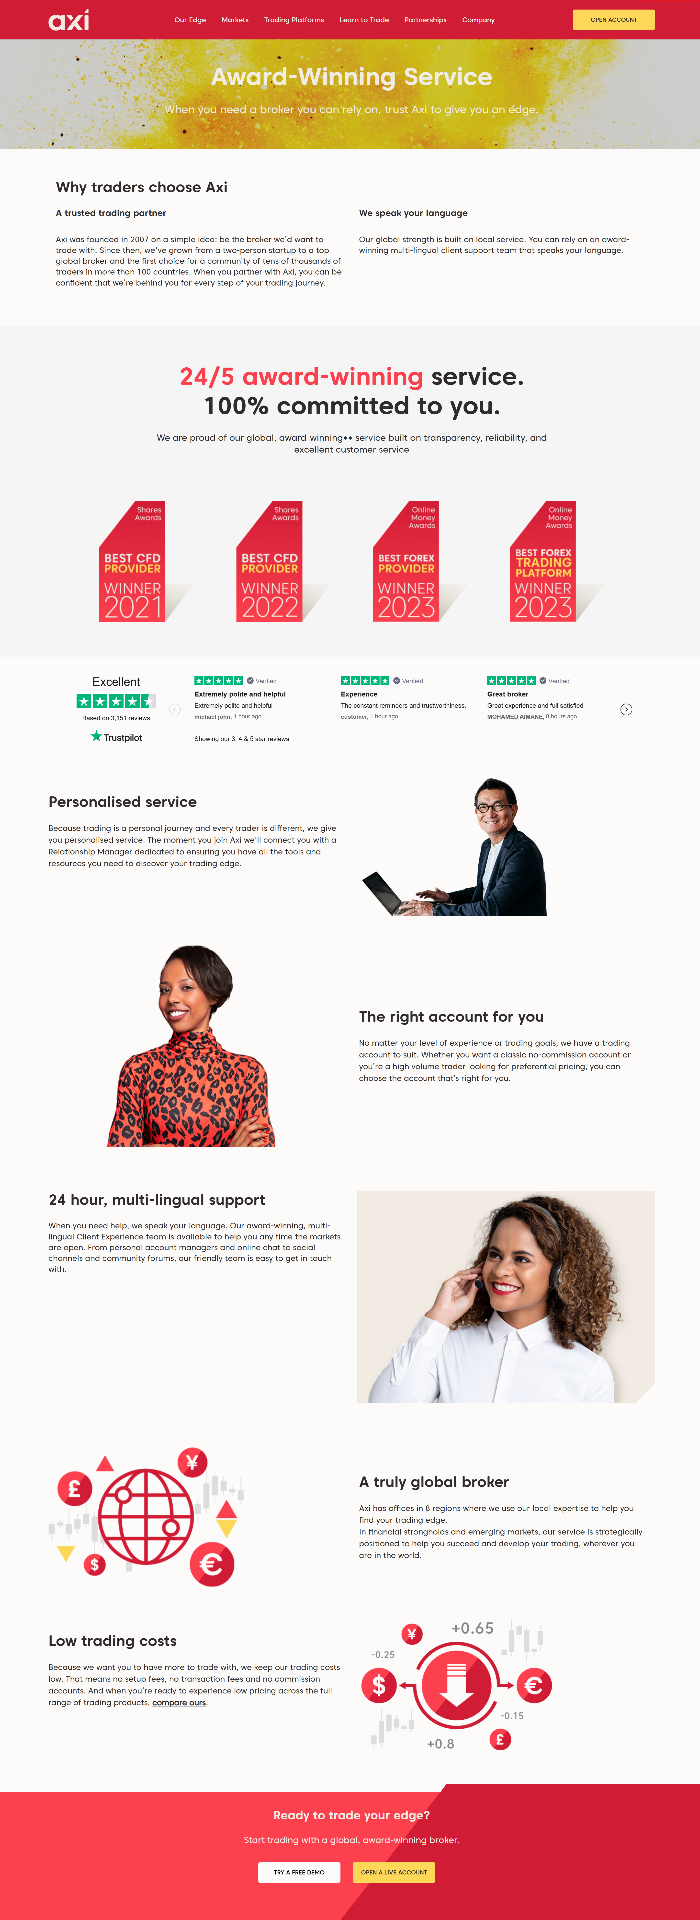 axi
Our Edge
Markets
Trading Platforms
Learn to Trade
Partnerships
Company
OPEN ACCOUNT
Award-Winning Service
When you need a broker you can rely on, trust Axi to give you an edge.
Why traders choose Axi
A trusted trading partner
Axi was founded in 2007 on a simple idea: be the broker we'd want to
trade with. Since then, we've grown from a two-person startup to a top
global broker and the first choice for a community of tens of thousands of
traders in more than 100 countries. When you partner with Axi, you can be
confident that we're behind you for every step of your trading journey.
We speak your language
Our global strength is built on local service. You can rely on an award-
winning multi-lingual client support team that speaks your language.
24/5 award-winning service.
100% committed to you.
We are proud of our global, award winning** service built on transparency, reliability, and
excellent customer service
Shares
Awards
BEST CFD
PROVIDER
WINNER
2021
Shares
Awards
BEST CFD
PROVIDER
WINNER
2022
Online
Money
Awards
BEST FOREX
PROVIDER
WINNER
2023
Online
Money
Awards
BEST FOREX
TRADING
PLATFORM
WINNER
2023
Excellent
Based on 3,151 reviews
Trustpilot
Verified
Extremely polite and helpful
Extremely polite and helpful
michael john, 1 hour ago
Showing our 3, 4 & 5 star reviews
Verified
Experience
The constant reminders and trustworthiness.
customer, 1 hour ago
Verified
Great broker
Great experience and full satisfied
MOHAMED AIMANE, 8 hours ago
Personalised service
Because trading is a personal journey and every trader is different, we give
you personalised service. The moment you join Axi we'll connect you with a
Relationship Manager dedicated to ensuring you have all the tools and
resources you need to discover your trading edge.
The right account for you
No matter your level of experience or trading goals, we have a trading
account to suit. Whether you want a classic no-commission account or
you're a high volume trader looking for preferential pricing, you can
choose the account that's right for you.
24 hour, multi-lingual support
When you need help, we speak your language. Our award-winning, multi-
lingual Client Experience team is available to help you any time the markets
are open. From personal account managers and online chat to social
channels and community forums, our friendly team is easy to get in touch
with.
£
¥
$
€
A truly global broker
Axi has offices in 8 regions where we use our local expertise to help you
find your trading edge.
In financial strongholds and emerging markets, our service is strategically
positioned to help you succeed and develop your trading, wherever you
are in the world.
Low trading costs
Because we want you to have more to trade with, we keep our trading costs
low. That means no setup fees, no transaction fees and no commission
accounts. And when you're ready to experience low pricing across the full
range of trading products, compare ours.
¥
+0.65
-0.25
$
€
-0.15
+0.8
£
Ready to trade your edge?
Start trading with a global, award-winning broker.
TRY A FREE DEMO
OPEN A LIVE ACCOUNT